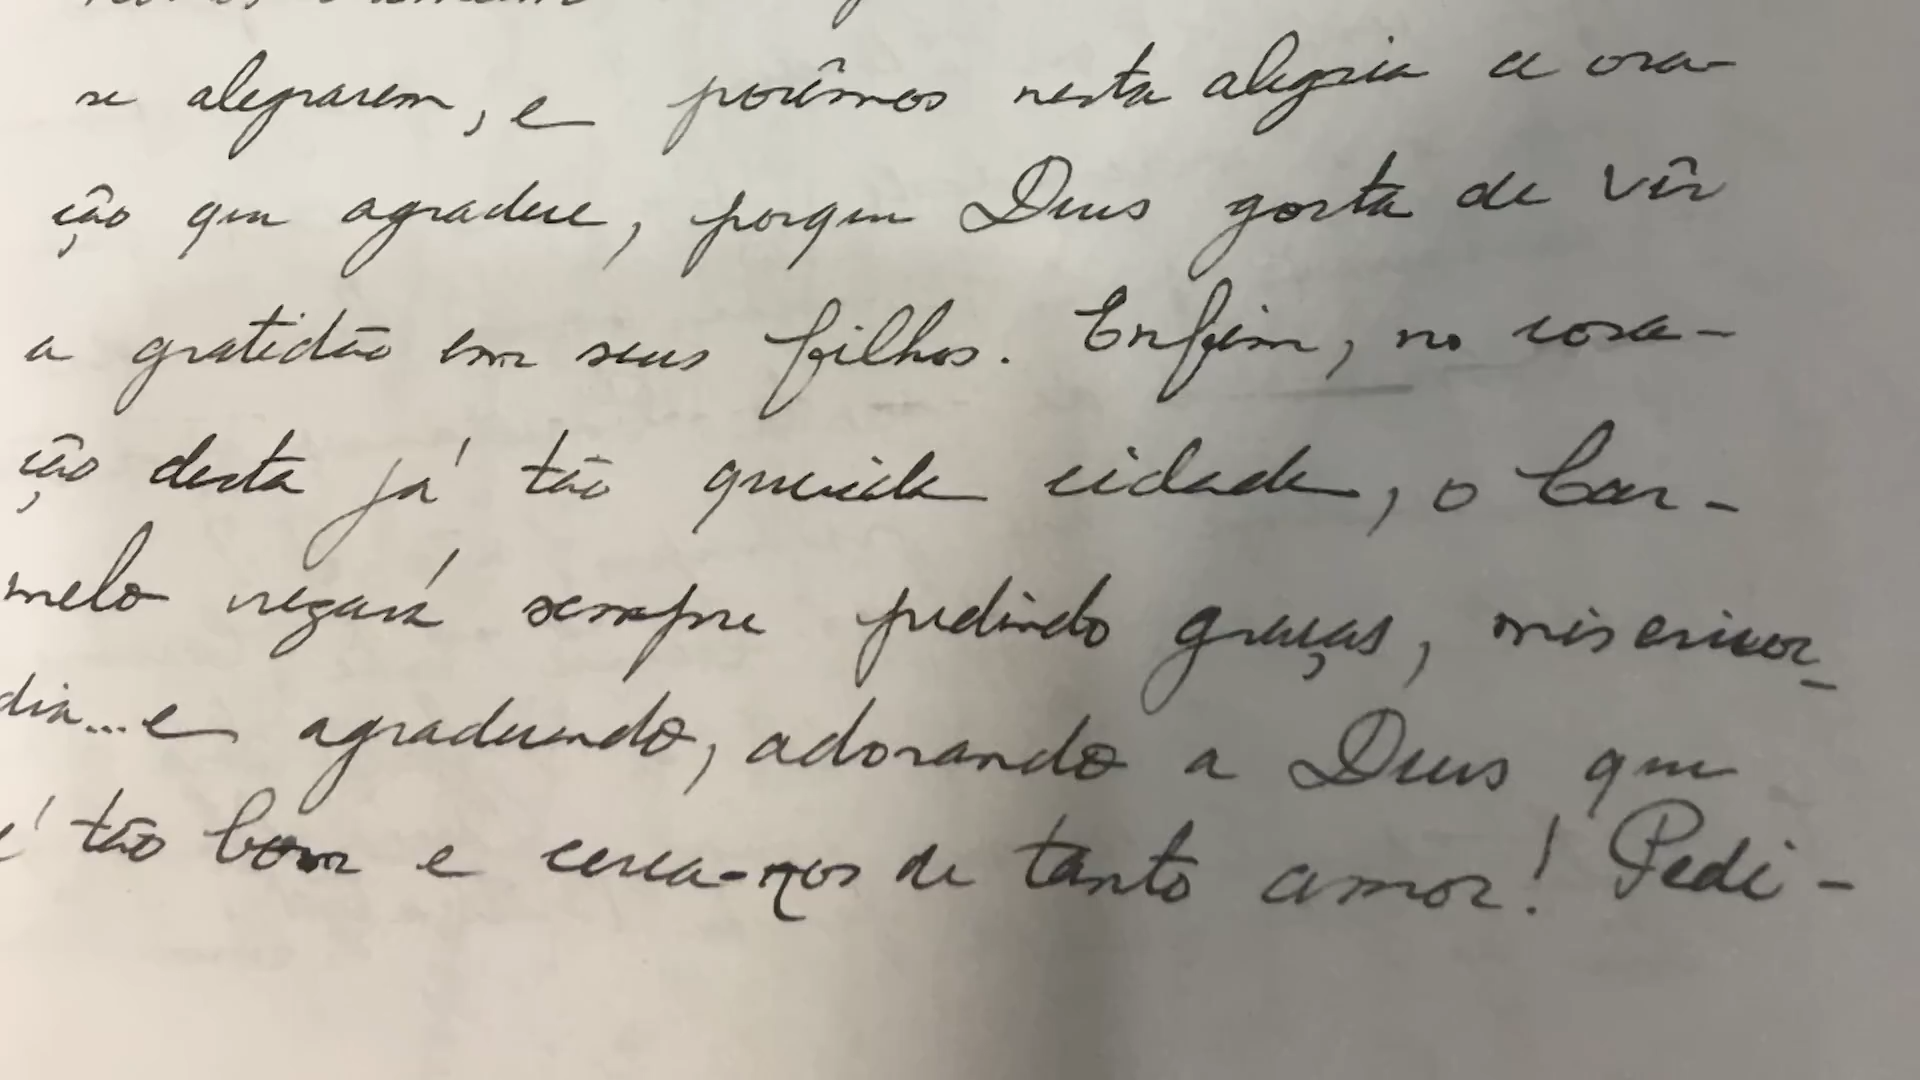 se alegrarem, e poêmos nesta alegria a ora-
ção que agradece, porque Deus gosta de vêr
a gratidão em seus filhos. Enfim, no cora-
ção desta já tão querida cidade, o Car-
melo rezará sempre pedindo graças, misericor-
dia... e agradecendo, adorando a Deus que
é tão bom e cerca-nos de tanto amor! Pedi-